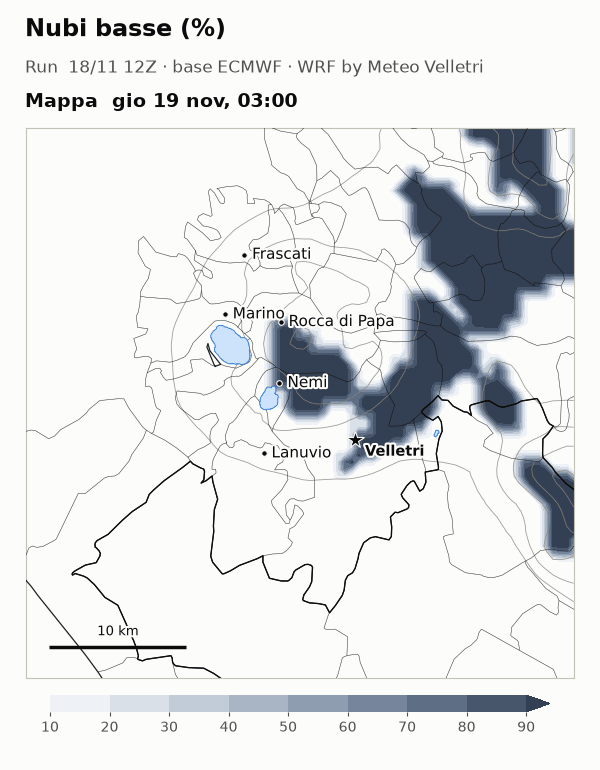 Nubi basse (%)
Run  18/11 12Z · base ECMWF · WRF by Meteo Velletri
Mappa  gio 19 nov, 03:00
Frascati
Marino
Rocca di Papa
Nemi
Velletri
Lanuvio
10 km
10 20 30 40 50 60 70 80 90